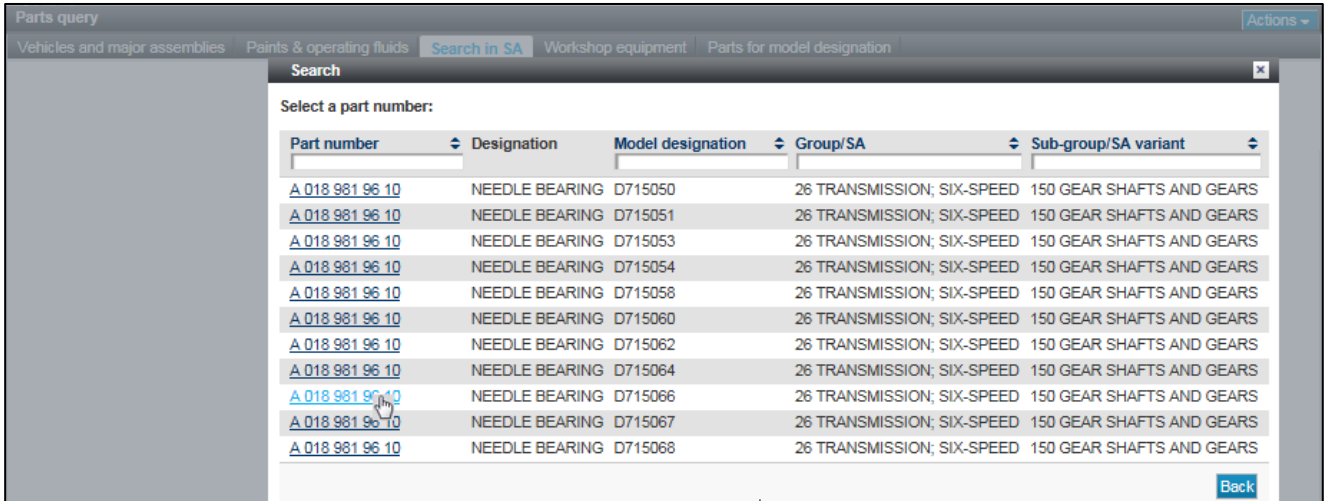 Parts query Actions
Vehicles and major assemblies Paints & operating fluids Search in SA Workshop equipment Parts for model designation
Search
Select a part number:
Part number Designation Model designation Group/SA Sub-group/SA variant
A 018 981 96 10 NEEDLE BEARING D715050 26 TRANSMISSION; SIX-SPEED 150 GEAR SHAFTS AND GEARS
A 018 981 96 10 NEEDLE BEARING D715051 26 TRANSMISSION; SIX-SPEED 150 GEAR SHAFTS AND GEARS
A 018 981 96 10 NEEDLE BEARING D715053 26 TRANSMISSION; SIX-SPEED 150 GEAR SHAFTS AND GEARS
A 018 981 96 10 NEEDLE BEARING D715054 26 TRANSMISSION; SIX-SPEED 150 GEAR SHAFTS AND GEARS
A 018 981 96 10 NEEDLE BEARING D715058 26 TRANSMISSION; SIX-SPEED 150 GEAR SHAFTS AND GEARS
A 018 981 96 10 NEEDLE BEARING D715060 26 TRANSMISSION; SIX-SPEED 150 GEAR SHAFTS AND GEARS
A 018 981 96 10 NEEDLE BEARING D715062 26 TRANSMISSION; SIX-SPEED 150 GEAR SHAFTS AND GEARS
A 018 981 96 10 NEEDLE BEARING D715064 26 TRANSMISSION; SIX-SPEED 150 GEAR SHAFTS AND GEARS
A 018 981 96 10 NEEDLE BEARING D715066 26 TRANSMISSION; SIX-SPEED 150 GEAR SHAFTS AND GEARS
A 018 981 96 10 NEEDLE BEARING D715067 26 TRANSMISSION; SIX-SPEED 150 GEAR SHAFTS AND GEARS
A 018 981 96 10 NEEDLE BEARING D715068 26 TRANSMISSION; SIX-SPEED 150 GEAR SHAFTS AND GEARS
Back